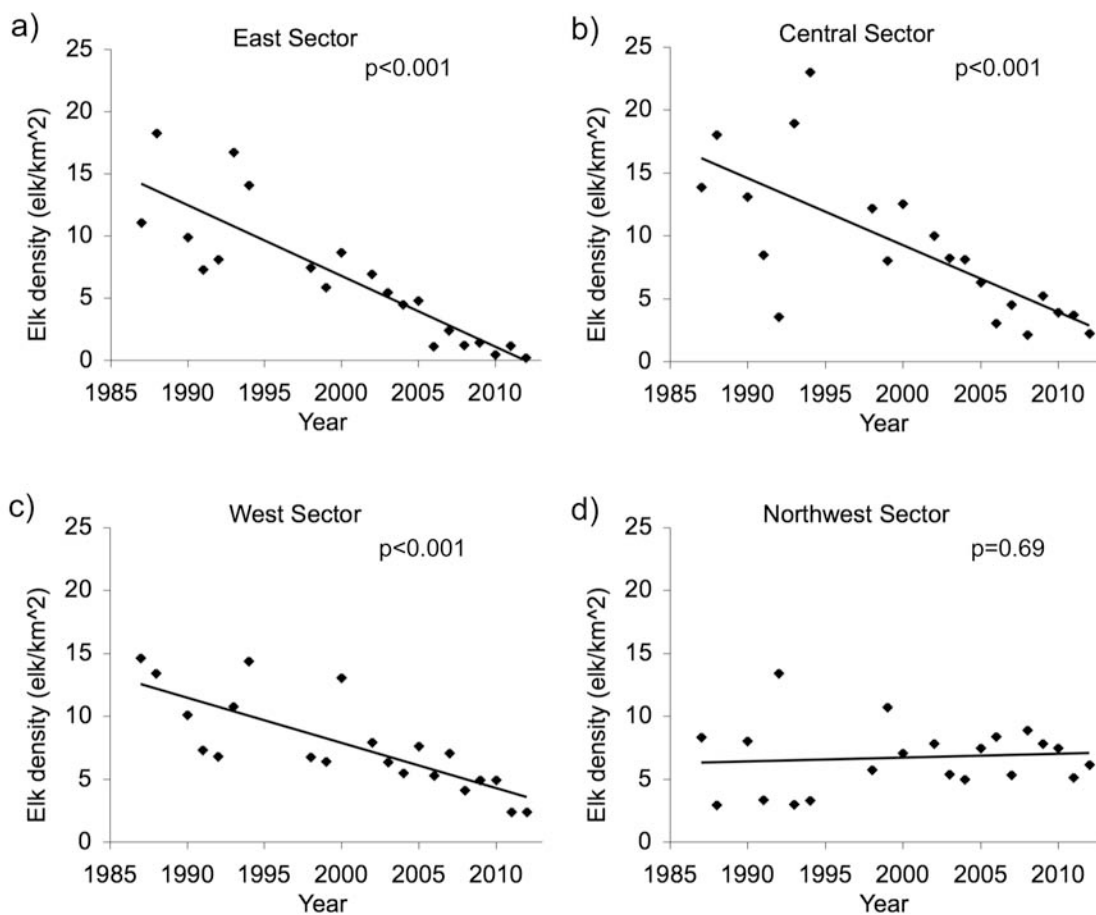 a)
East Sector
p<0.001
Elk density (elk/km^2)
25
20
15
10
5
0
1985 1990 1995 2000 2005 2010
Year
b)
Central Sector
p<0.001
Elk density (elk/km^2)
25
20
15
10
5
0
1985 1990 1995 2000 2005 2010
Year
c)
West Sector
p<0.001
Elk density (elk/km^2)
25
20
15
10
5
0
1985 1990 1995 2000 2005 2010
Year
d)
Northwest Sector
p=0.69
Elk density (elk/km^2)
25
20
15
10
5
0
1985 1990 1995 2000 2005 2010
Year